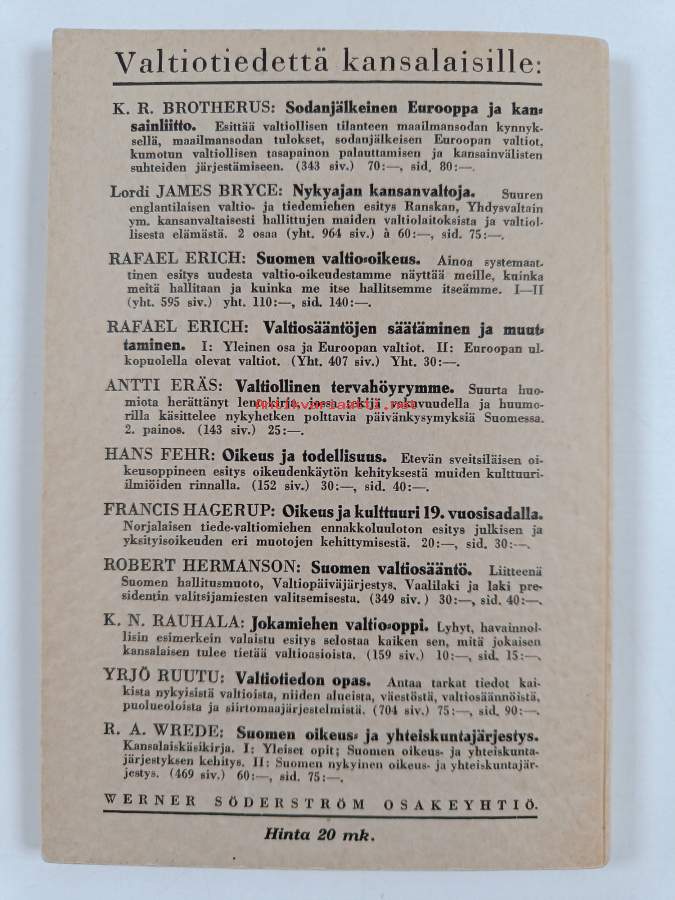 Valtiotiedettä kansalaisille:
K. R. BROTHERUS: Sodanjälkeinen Eurooppa ja kan-
sainliitto. Esittää valtiollisen tilanteen maailmansodan kynnyk-
sellä, maailmansodan tulokset, sodanjälkeisen Euroopan valtiot,
kumotun valtiollisen tasapainon palauttamisen ja kansainvälisten
suhteiden järjestämiseen. (343 siv.) 70:—, sid. 80:—.
Lordi JAMES BRYCE: Nykyajan kansanvaltoja. Suuren
englantilaisen valtio- ja tiedemiehen esitys Ranskan, Yhdysvaltain
ym. kansanvaltaisesti hallittujen maiden valtiolaitoksista ja valtiol-
lisesta elämästä. 2 osaa (yht. 964 siv.) à 60:—, sid. 75:—.
RAFAEL ERICH: Suomen valtio-oikeus. Ainoa systemaat-
tinen esitys uudesta valtio-oikeudestamme näyttää meille, kuinka
meitä hallitaan ja kuinka me itse hallitsemme itseämme. I—II
(yht. 595 siv.) yht. 110:—, sid. 140:—.
RAFAEL ERICH: Valtiosääntöjen säätäminen ja muut-
taminen. I: Yleinen osa ja Euroopan valtiot. II: Euroopan ul-
kopuolella olevat valtiot. (Yht. 407 siv.) Yht. 30:—.
ANTTI ERÄS: Valtiollinen tervahöyrymme. Suurta huo-
miota herättänyt lentokirja, jossa tekijä vakavuudella ja huumo-
rilla käsittelee nykyhetken polttavia päivänkysymyksiä Suomessa.
2. painos. (143 siv.) 25:—.
HANS FEHR: Oikeus ja todellisuus. Etevän sveitsiläisen oi-
keusoppineen esitys oikeudenkäytön kehityksestä muiden kulttuuri-
ilmiöiden rinnalla. (152 siv.) 30:—, sid. 40:—.
FRANCIS HAGERUP: Oikeus ja kulttuuri 19. vuosisadalla.
Norjalaisen tiede-valtiomiehen ennakkoluuloton esitys julkisen ja
yksityisoikeuden eri muotojen kehittymisestä. 20:—, sid. 30:—.
ROBERT HERMANSON: Suomen valtiosääntö. Liitteenä
Suomen hallitusmuoto, Valtiopäiväjärjestys, Vaalilaki ja laki pre-
sidentin valitsijamiesten valitsemisesta. (349 siv.) 30:—, sid. 40:—.
K. N. RAUHALA: Jokamiehen valtio-oppi. Lyhyt, havainnol-
lisin esimerkein valaistu esitys selostaa kaiken sen, mitä jokaisen
kansalaisen tulee tietää valtioasioista. (159 siv.) 10:—, sid. 15:—.
YRJÖ RUUTU: Valtiotiedon opas. Antaa tarkat tiedot kai-
kista nykyisistä valtioista, niiden alueista, väestöstä, valtiosäännöistä,
puolueoloista ja siirtomaajärjestelmistä. (704 siv.) 75:—, sid. 90:—.
R. A. WREDE: Suomen oikeus- ja yhteiskuntajärjestys.
Kansalaiskäsikirja. I: Yleiset opit; Suomen oikeus- ja yhteiskunta-
järjestyksen kehitys. II: Suomen nykyinen oikeus- ja yhteiskuntajär-
jestys. (469 siv.) 60:—, sid. 75:—.
WERNER SÖDERSTRÖM OSAKEYHTIÖ.
Hinta 20 mk.